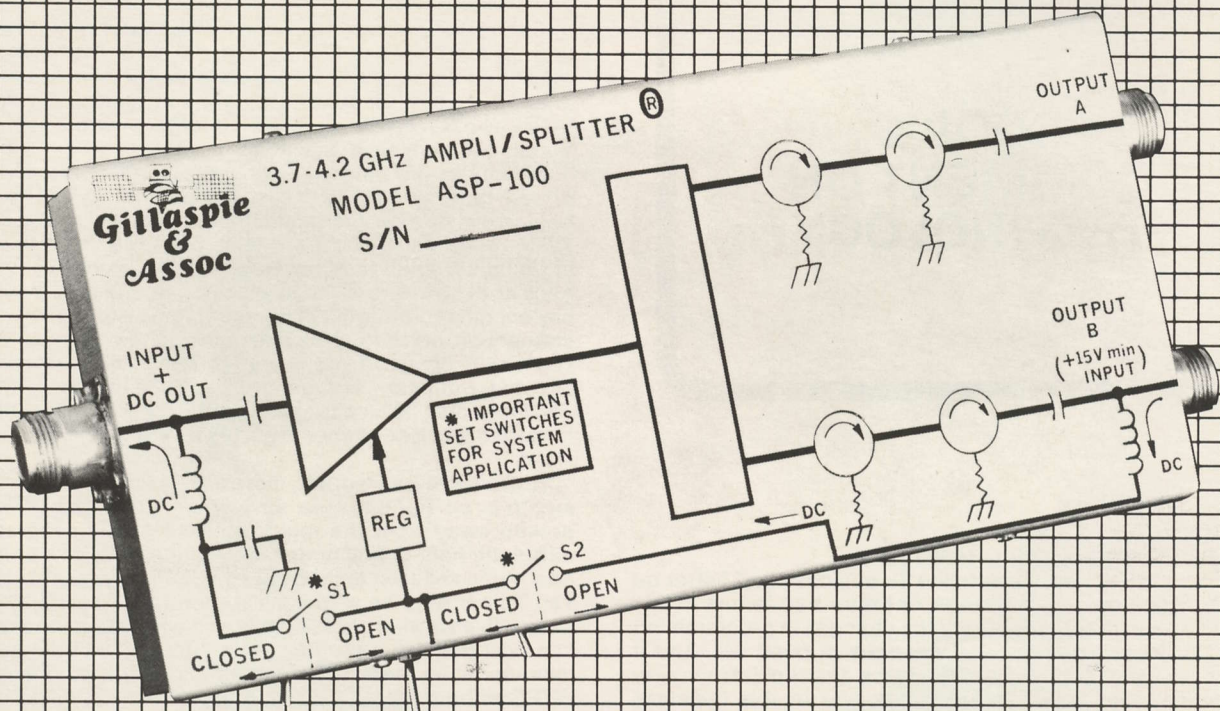 Gillaspie
&
Assoc
3.7-4.2 GHz AMPLI/SPLITTER®
MODEL ASP-100
S/N
OUTPUT
A
INPUT
+
DC OUT
DC
* IMPORTANT
SET SWITCHES
FOR SYSTEM
APPLICATION
REG
OUTPUT
B
(+15V min
INPUT)
DC
DC
* S1
CLOSED
OPEN
* S2
CLOSED
OPEN